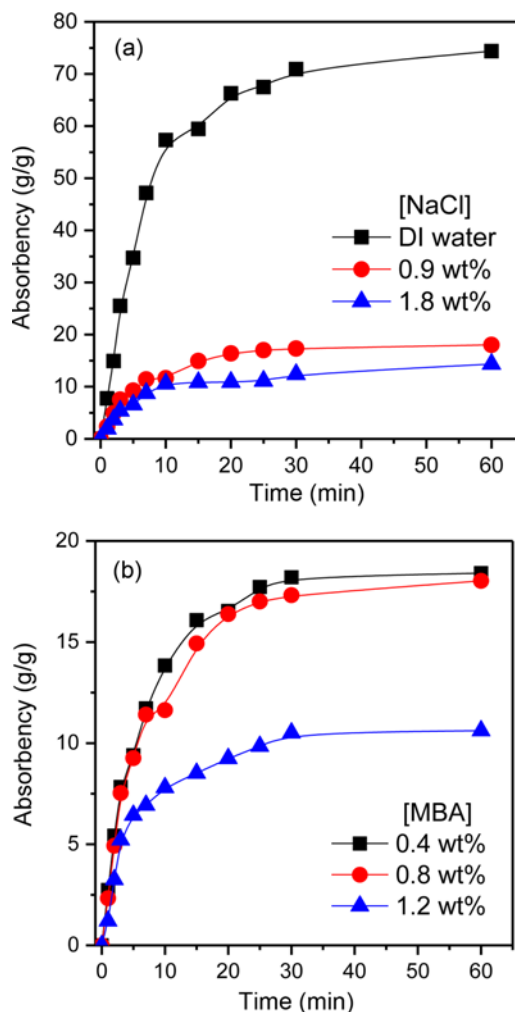 (a)
80
70
60
50
40
30
20
10
0
Absorbency (g/g)
[NaCl]
DI water
0.9 wt%
1.8 wt%
0 10 20 30 40 50 60
Time (min)
(b)
20
15
10
5
0
Absorbency (g/g)
[MBA]
0.4 wt%
0.8 wt%
1.2 wt%
0 10 20 30 40 50 60
Time (min)